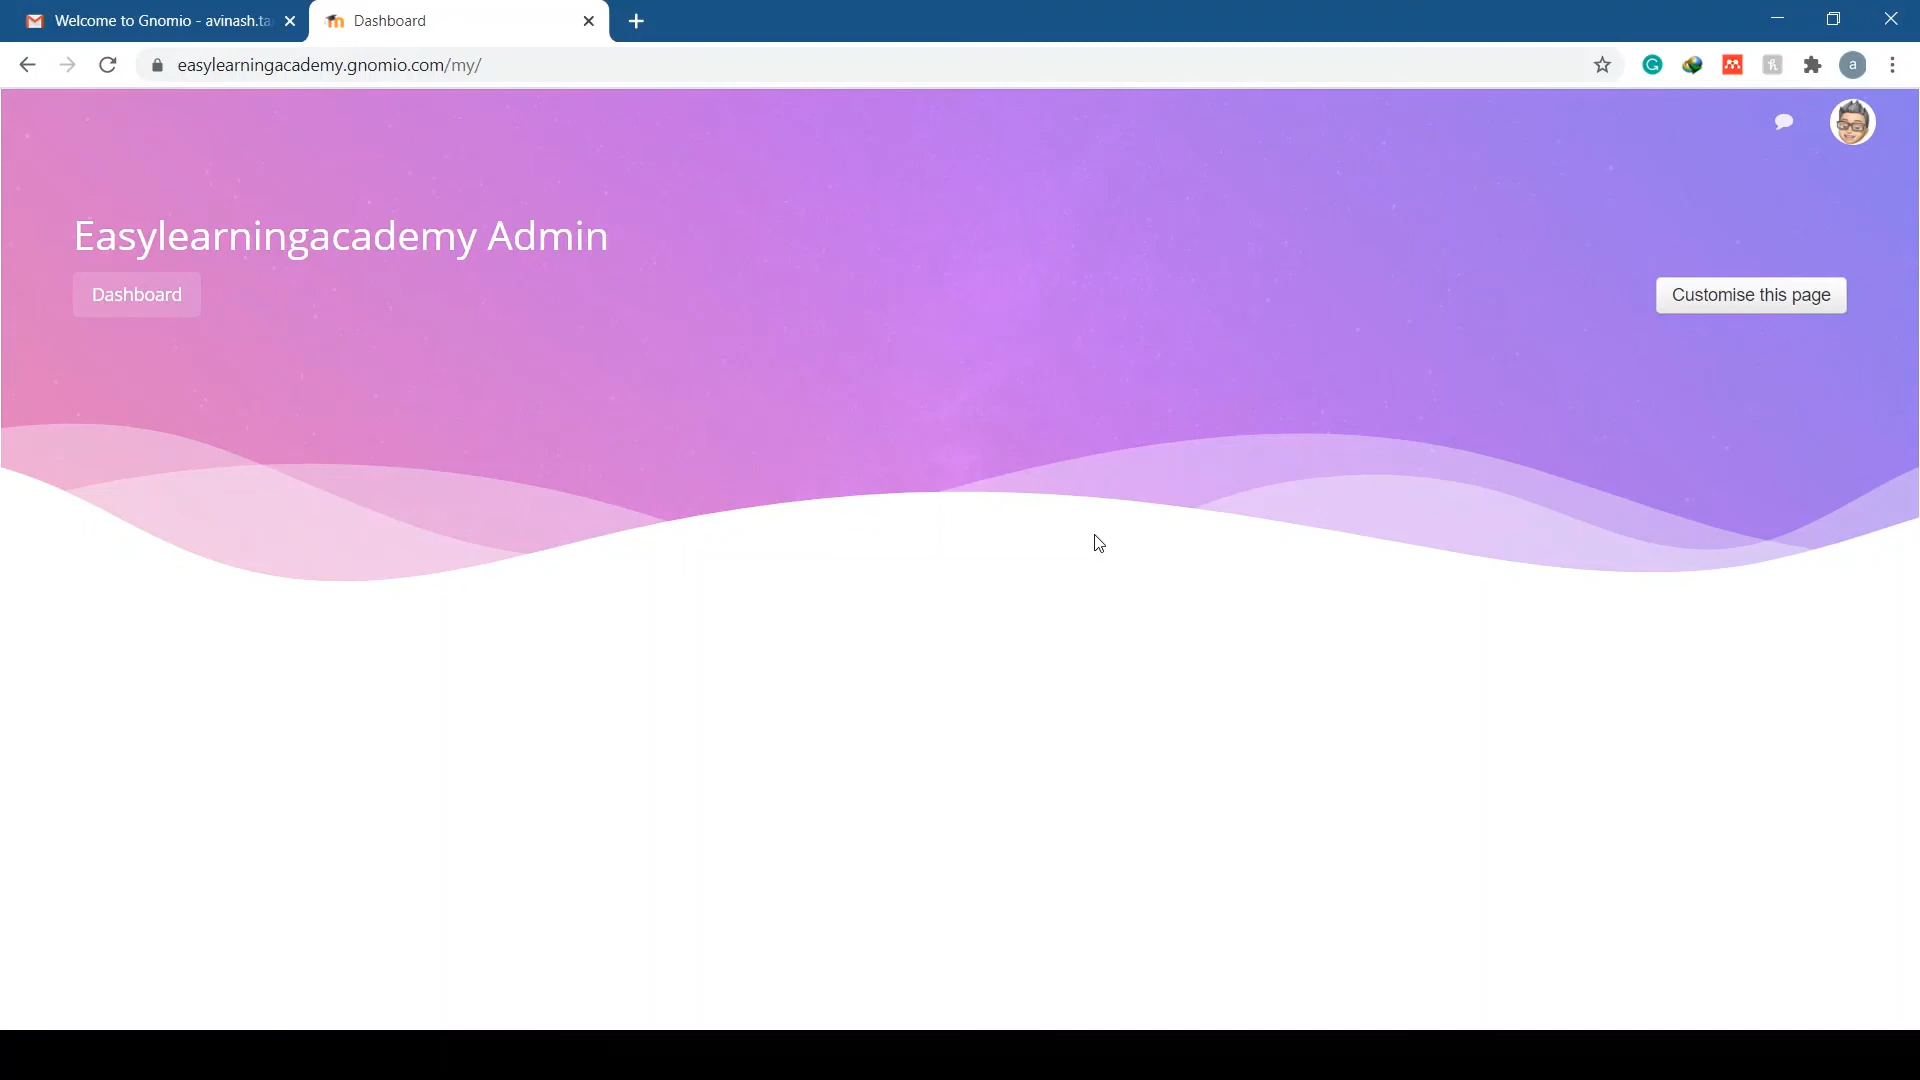 Welcome to Gnomio - avinash.ta
Dashboard
easylearningacademy.gnomio.com/my/
a
Easylearningacademy Admin
Dashboard
Customise this page